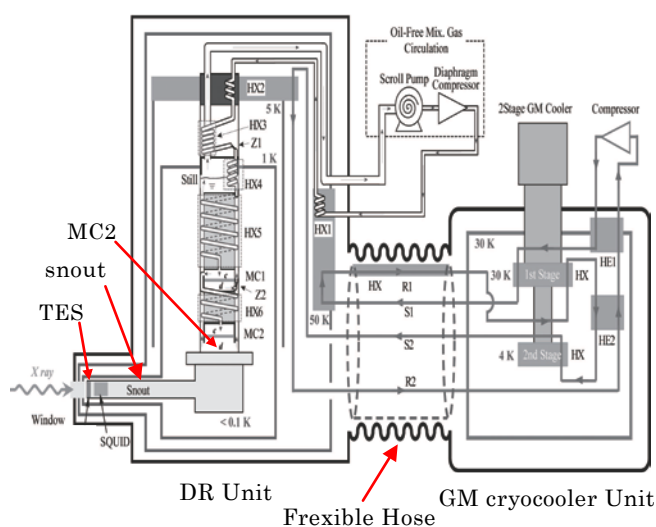 Oil-Free Mix. Gas
Circulation
Scroll Pump
Diaphragm
Compressor
2Stage GM Cooler
Compressor
HX2
5 K
HX3
Z1
1 K
Still
HX4
HX5
HX1
MC2
snout
TES
MC1
Z2
HX6
MC2
30 K
HE1
30 K
1st Stage
HX
HX
R1
50 K
S1
S2
HE2
4 K
2nd Stage
HX
R2
X ray
Snout
Window
SQUID
<0.1 K
DR Unit
Frexible Hose
GM cryocooler Unit